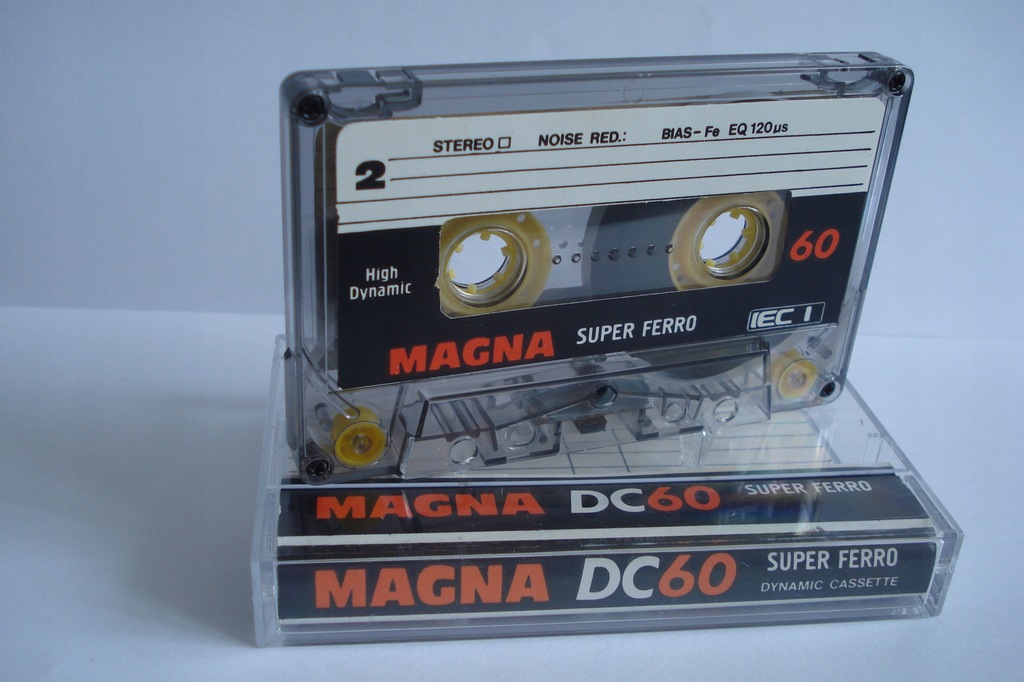 STEREO NOISE RED.: BIAS-Fe EQ 120µs
2
High
Dynamic
60
MAGNA SUPER FERRO IEC I
MAGNA DC60 SUPER FERRO
MAGNA DC60 SUPER FERRO
DYNAMIC CASSETTE